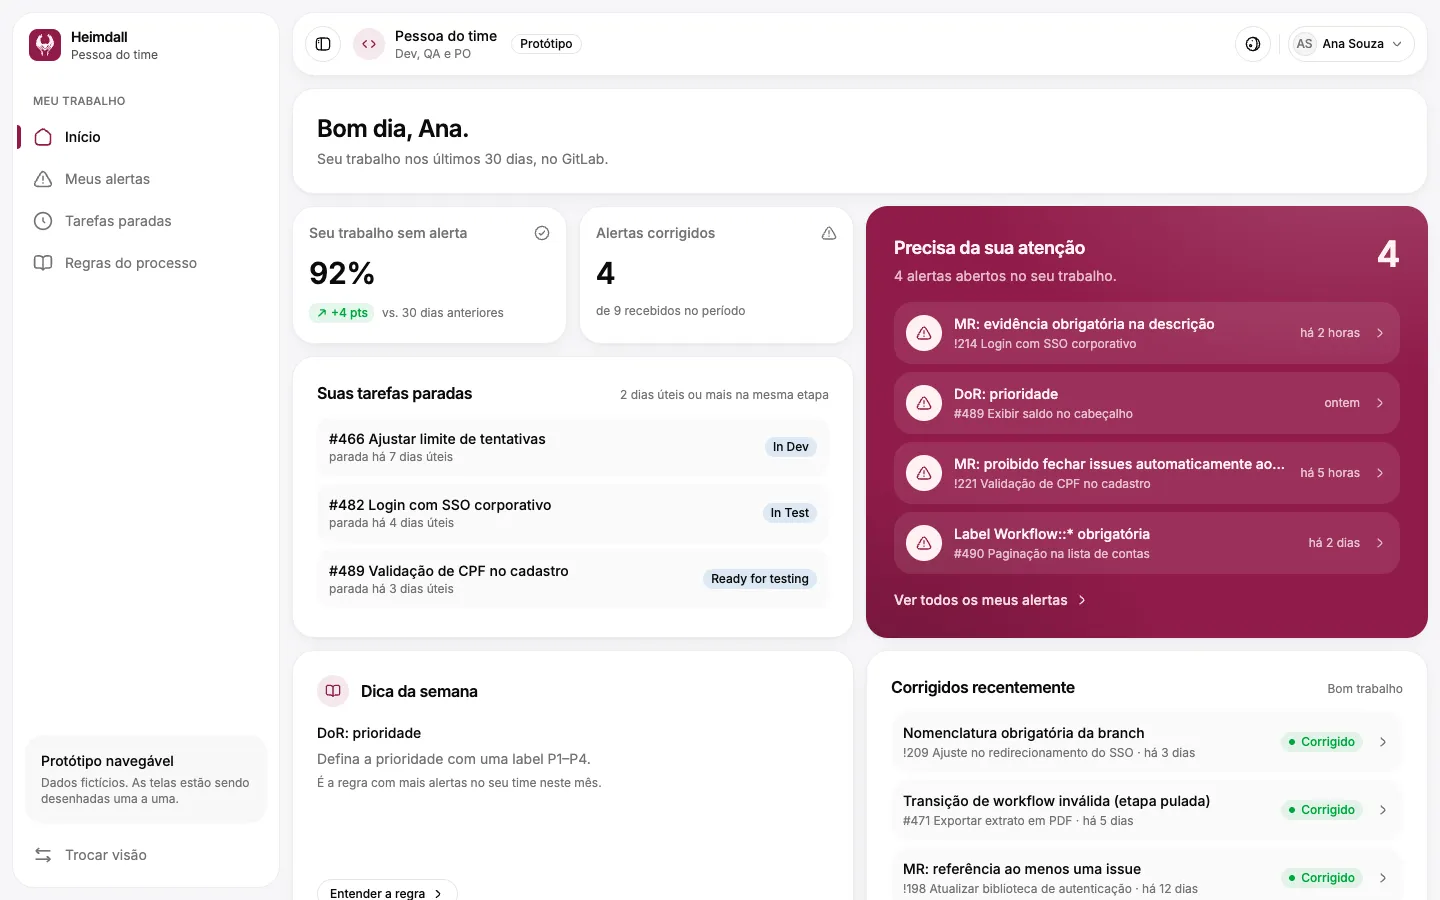 Heimdall
Pessoa do time
MEU TRABALHO
Início
Meus alertas
Tarefas paradas
Regras do processo
Protótipo navegável
Dados fictícios. As telas estão sendo
desenhadas uma a uma.
Trocar visão
Pessoa do time
Dev, QA e PO
Protótipo
AS Ana Souza
Bom dia, Ana.
Seu trabalho nos últimos 30 dias, no GitLab.
Seu trabalho sem alerta
92%
+4 pts vs. 30 dias anteriores
Alertas corrigidos
4
de 9 recebidos no período
Precisa da sua atenção
4
4 alertas abertos no seu trabalho.
MR: evidência obrigatória na descrição
!214 Login com SSO corporativo
há 2 horas
DoR: prioridade
#489 Exibir saldo no cabeçalho
ontem
MR: proibido fechar issues automaticamente ao...
!221 Validação de CPF no cadastro
há 5 horas
Label Workflow::* obrigatória
#490 Paginação na lista de contas
há 2 dias
Ver todos os meus alertas
Suas tarefas paradas
2 dias úteis ou mais na mesma etapa
#466 Ajustar limite de tentativas
parada há 7 dias úteis
In Dev
#482 Login com SSO corporativo
parada há 4 dias úteis
In Test
#489 Validação de CPF no cadastro
parada há 3 dias úteis
Ready for testing
Dica da semana
DoR: prioridade
Defina a prioridade com uma label P1–P4.
É a regra com mais alertas no seu time neste mês.
Entender a regra
Corrigidos recentemente
Bom trabalho
Nomenclatura obrigatória da branch
!209 Ajuste no redirecionamento do SSO · há 3 dias
Corrigido
Transição de workflow inválida (etapa pulada)
#471 Exportar extrato em PDF · há 5 dias
Corrigido
MR: referência ao menos uma issue
!198 Atualizar biblioteca de autenticação · há 12 dias
Corrigido